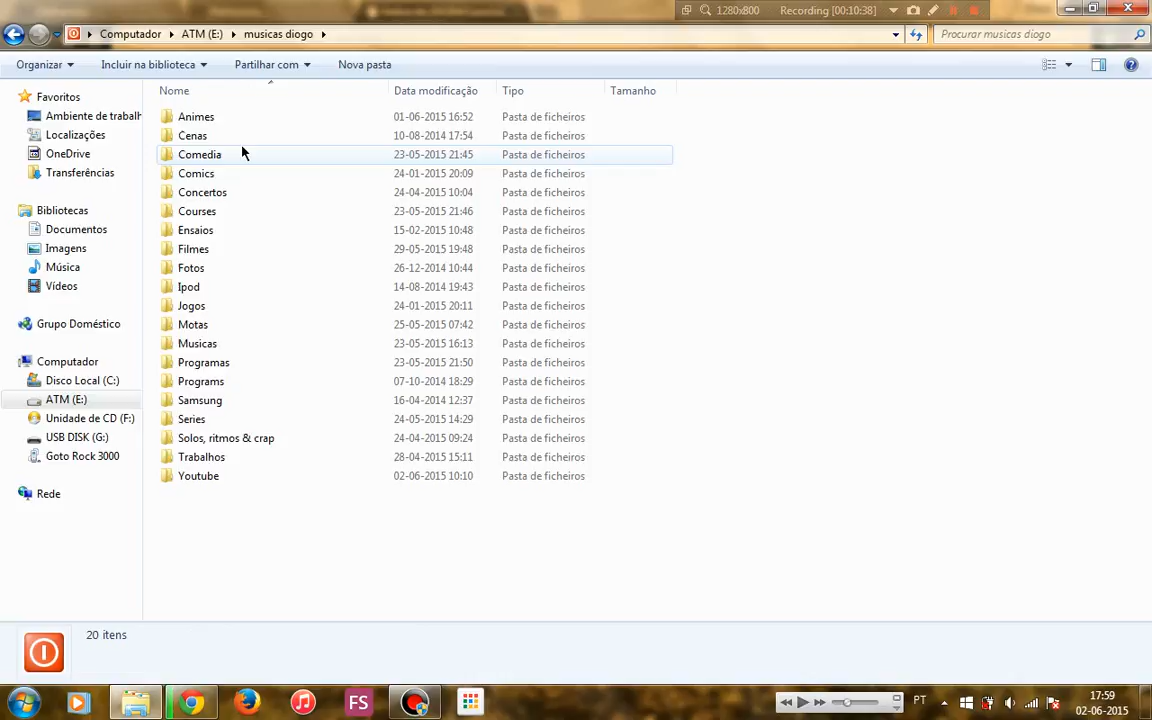 1280x800 Recording [00:10:38]
Computador ATM (E:) musicas diogo Procurar musicas diogo
Organizar Incluir na biblioteca Partilhar com Nova pasta
Nome Data modificação Tipo Tamanho
Favoritos
Ambiente de trabalh
Localizações
OneDrive
Transferências
Bibliotecas
Documentos
Imagens
Música
Vídeos
Grupo Doméstico
Computador
Disco Local (C:)
ATM (E:)
Unidade de CD (F:)
USB DISK (G:)
Goto Rock 3000
Rede
Animes 01-06-2015 16:52 Pasta de ficheiros
Cenas 10-08-2014 17:54 Pasta de ficheiros
Comedia 23-05-2015 21:45 Pasta de ficheiros
Comics 24-01-2015 20:09 Pasta de ficheiros
Concertos 24-04-2015 10:04 Pasta de ficheiros
Courses 23-05-2015 21:46 Pasta de ficheiros
Ensaios 15-02-2015 10:48 Pasta de ficheiros
Filmes 29-05-2015 19:48 Pasta de ficheiros
Fotos 26-12-2014 10:44 Pasta de ficheiros
Ipod 14-08-2014 19:43 Pasta de ficheiros
Jogos 24-01-2015 20:11 Pasta de ficheiros
Motas 25-05-2015 07:42 Pasta de ficheiros
Musicas 23-05-2015 16:13 Pasta de ficheiros
Programas 23-05-2015 21:50 Pasta de ficheiros
Programs 07-10-2014 18:29 Pasta de ficheiros
Samsung 16-04-2014 12:37 Pasta de ficheiros
Series 24-05-2015 14:29 Pasta de ficheiros
Solos, ritmos & crap 24-04-2015 09:24 Pasta de ficheiros
Trabalhos 28-04-2015 15:11 Pasta de ficheiros
Youtube 02-06-2015 10:10 Pasta de ficheiros
20 itens
FS
PT
17:59
02-06-2015